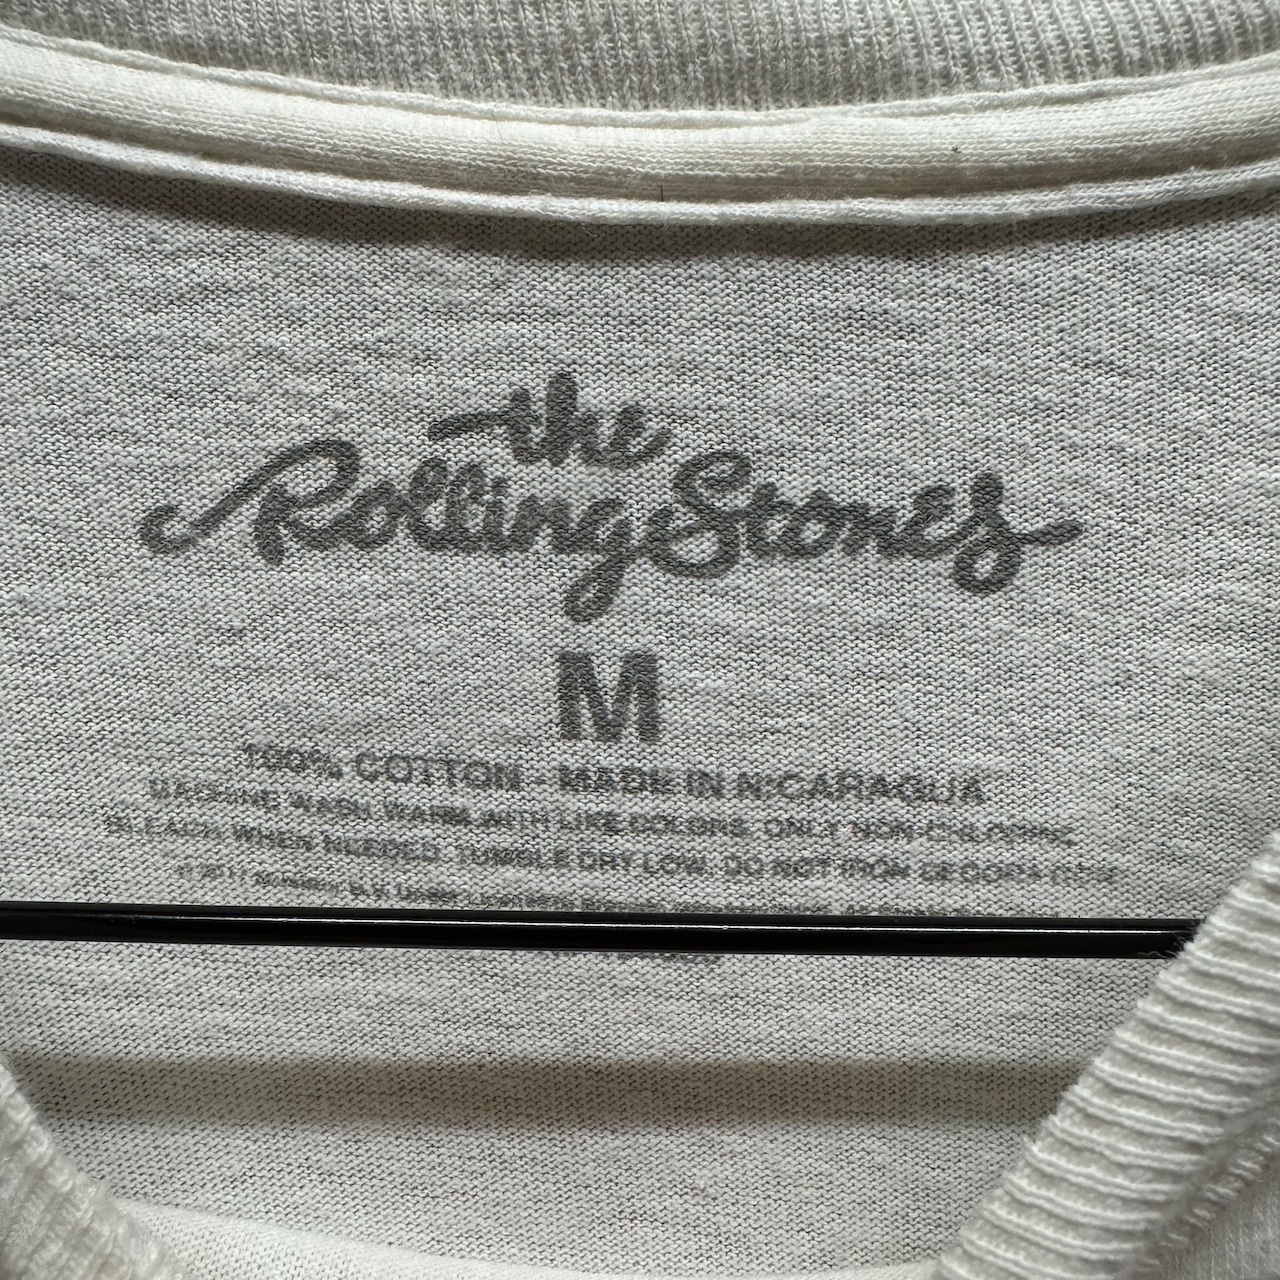 the
Rolling Stones
M
100% COTTON - MADE IN NICARAGUA
MACHINE WASH WARM WITH LIKE COLORS. ONLY NON-CHLORINE
BLEACH WHEN NEEDED. TUMBLE DRY LOW. DO NOT IRON DECORATION.
B.V. Under